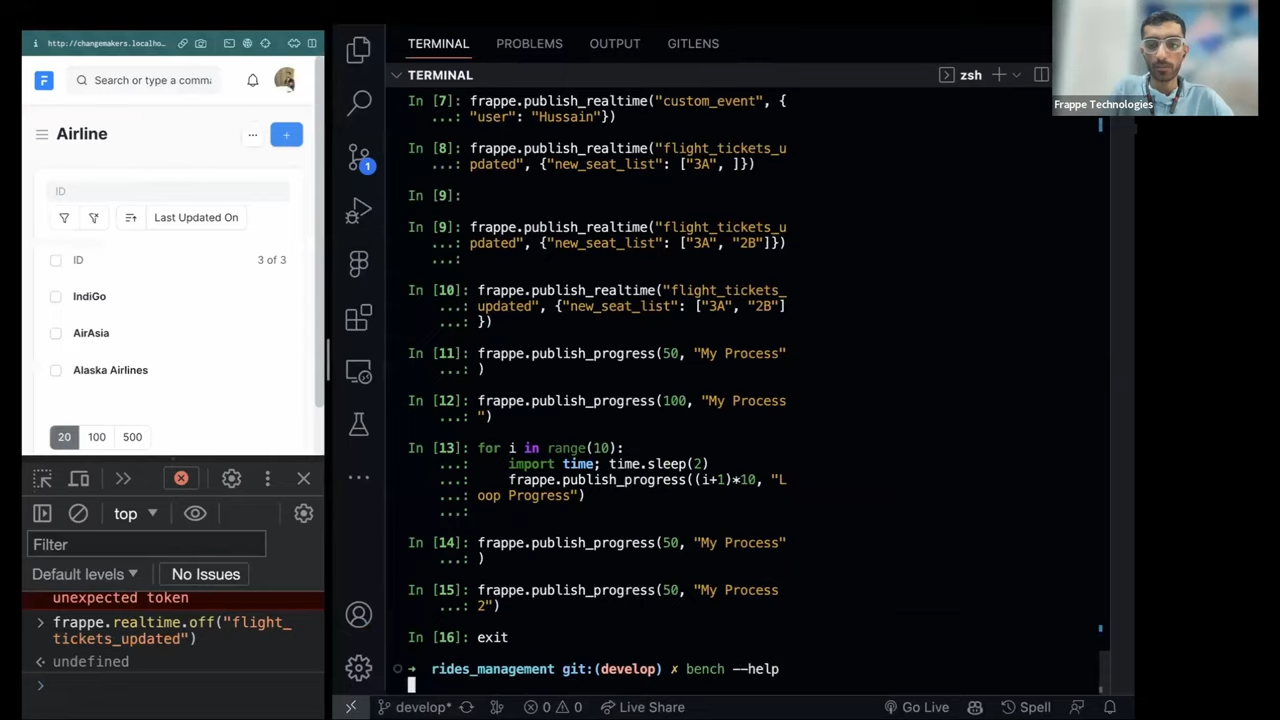 http://changemakers.localho…
Search or type a comma
Airline
...
+
ID
Last Updated On
ID
3 of 3
IndiGo
AirAsia
Alaska Airlines
20
100
500
top
Filter
Default levels
No Issues
unexpected token
> frappe.realtime.off("flight_
tickets_updated")
undefined
>
TERMINAL
PROBLEMS
OUTPUT
GITLENS
TERMINAL
zsh
In [7]: frappe.publish_realtime("custom_event", {
...: "user": "Hussain"})
In [8]: frappe.publish_realtime("flight_tickets_u
...: pdated", {"new_seat_list": ["3A", ]})
In [9]:
In [9]: frappe.publish_realtime("flight_tickets_u
...: pdated", {"new_seat_list": ["3A", "2B"]})
...:
In [10]: frappe.publish_realtime("flight_tickets_
...: updated", {"new_seat_list": ["3A", "2B"]
...: })
In [11]: frappe.publish_progress(50, "My Process"
...: )
In [12]: frappe.publish_progress(100, "My Process
...: ")
In [13]: for i in range(10):
...:     import time; time.sleep(2)
...:     frappe.publish_progress((i+1)*10, "L
...: oop Progress")
...:
In [14]: frappe.publish_progress(50, "My Process"
...: )
In [15]: frappe.publish_progress(50, "My Process
...: 2")
In [16]: exit
→ rides_management git:(develop) ✗ bench --help
1
develop*
0
0
Live Share
Go Live
Spell
Frappe Technologies